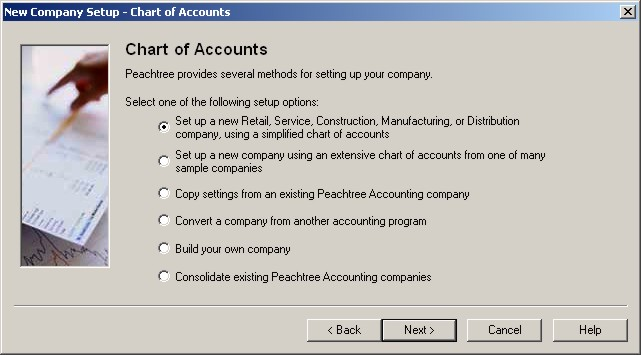 New Company Setup - Chart of Accounts
Chart of Accounts
Peachtree provides several methods for setting up your company.
Select one of the following setup options:
Set up a new Retail, Service, Construction, Manufacturing, or Distribution
company, using a simplified chart of accounts
Set up a new company using an extensive chart of accounts from one of many
sample companies
Copy settings from an existing Peachtree Accounting company
Convert a company from another accounting program
Build your own company
Consolidate existing Peachtree Accounting companies
< Back
Next >
Cancel
Help